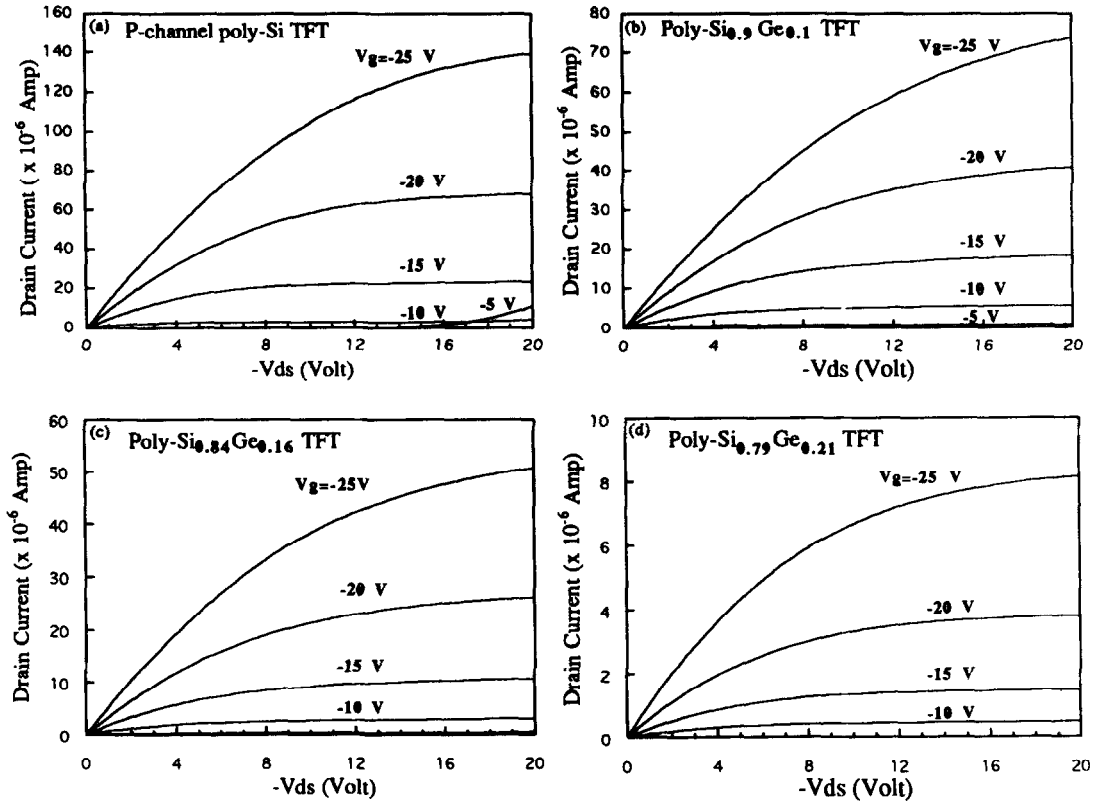 (a) P-channel poly-Si TFT
Vg=-25 V
-20 V
-15 V
-10 V
-5 V
160
140
120
100
80
60
40
20
0
0 4 8 12 16 20
Drain Current ( x 10⁻⁶ Amp)
-Vds (Volt)
(b) Poly-Si₀.₉ Ge₀.₁ TFT
Vg=-25 V
-20 V
-15 V
-10 V
-5 V
80
70
60
50
40
30
20
10
0
0 4 8 12 16 20
Drain Current (x 10⁻⁶ Amp)
-Vds (Volt)
(c) Poly-Si₀.₈₄Ge₀.₁₆ TFT
Vg=-25V
-20 V
-15 V
-10 V
60
50
40
30
20
10
0
0 4 8 12 16 20
Drain Current (x 10⁻⁶ Amp)
-Vds (Volt)
(d) Poly-Si₀.₇₉Ge₀.₂₁ TFT
Vg=-25 V
-20 V
-15 V
-10 V
10
8
6
4
2
0
0 4 8 12 16 20
Drain Current (x 10⁻⁶ Amp)
-Vds (Volt)